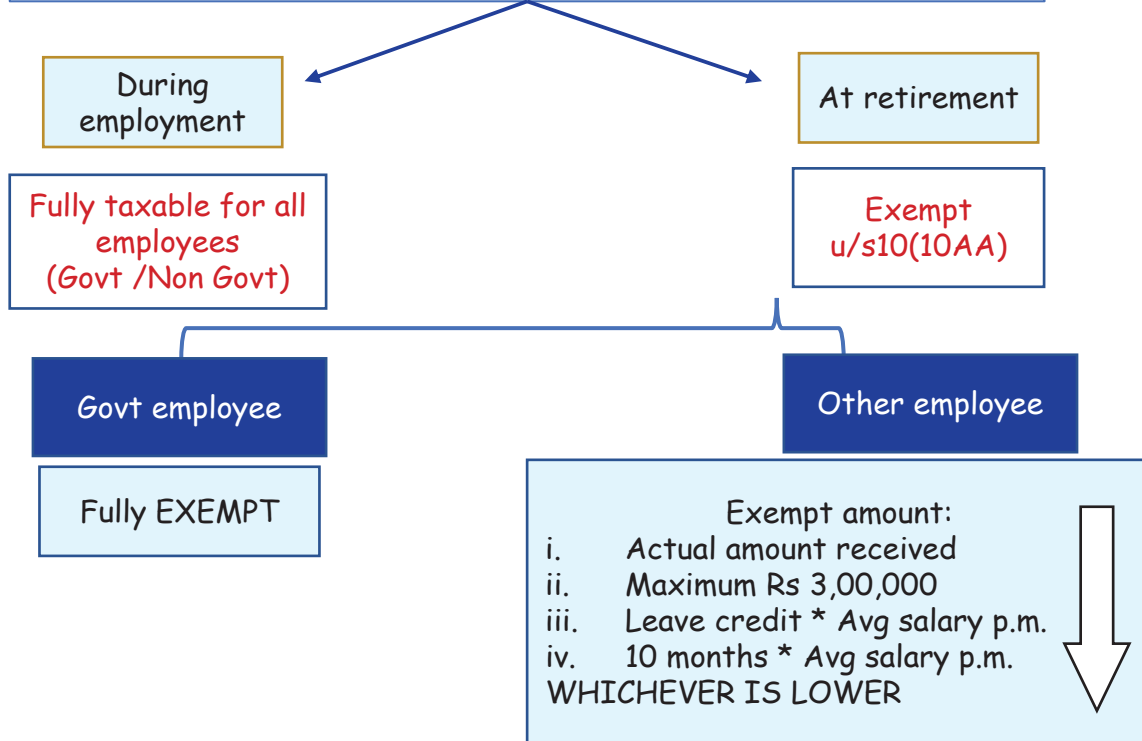 During
employment
At retirement
Fully taxable for all
employees
(Govt /Non Govt)
Exempt
u/s10(10AA)
Govt employee
Other employee
Fully EXEMPT
Exempt amount:
i. Actual amount received
ii. Maximum Rs 3,00,000
iii. Leave credit * Avg salary p.m.
iv. 10 months * Avg salary p.m.
WHICHEVER IS LOWER